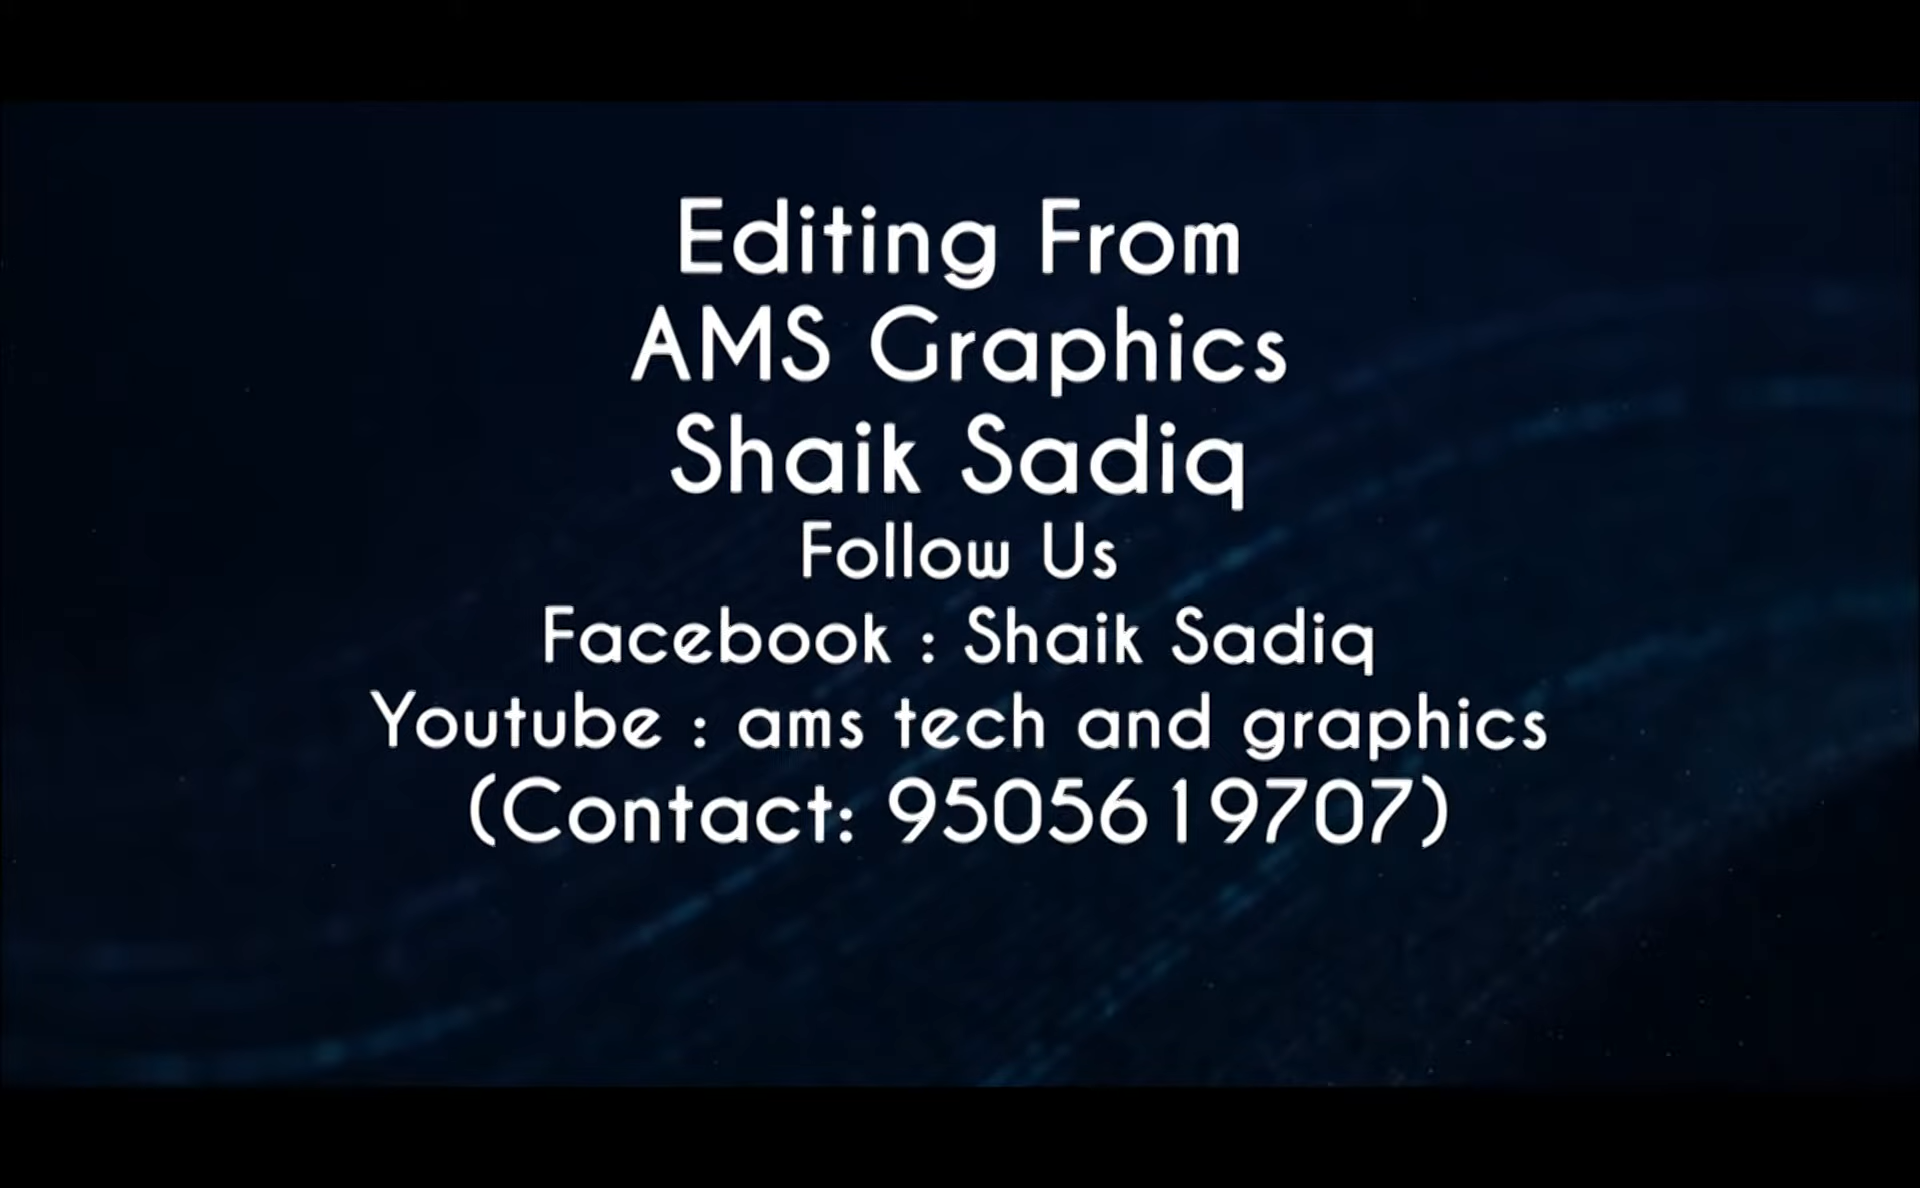 Editing From
AMS Graphics
Shaik Sadiq
Follow Us
Facebook : Shaik Sadiq
Youtube : ams tech and graphics
(Contact: 9505619707)